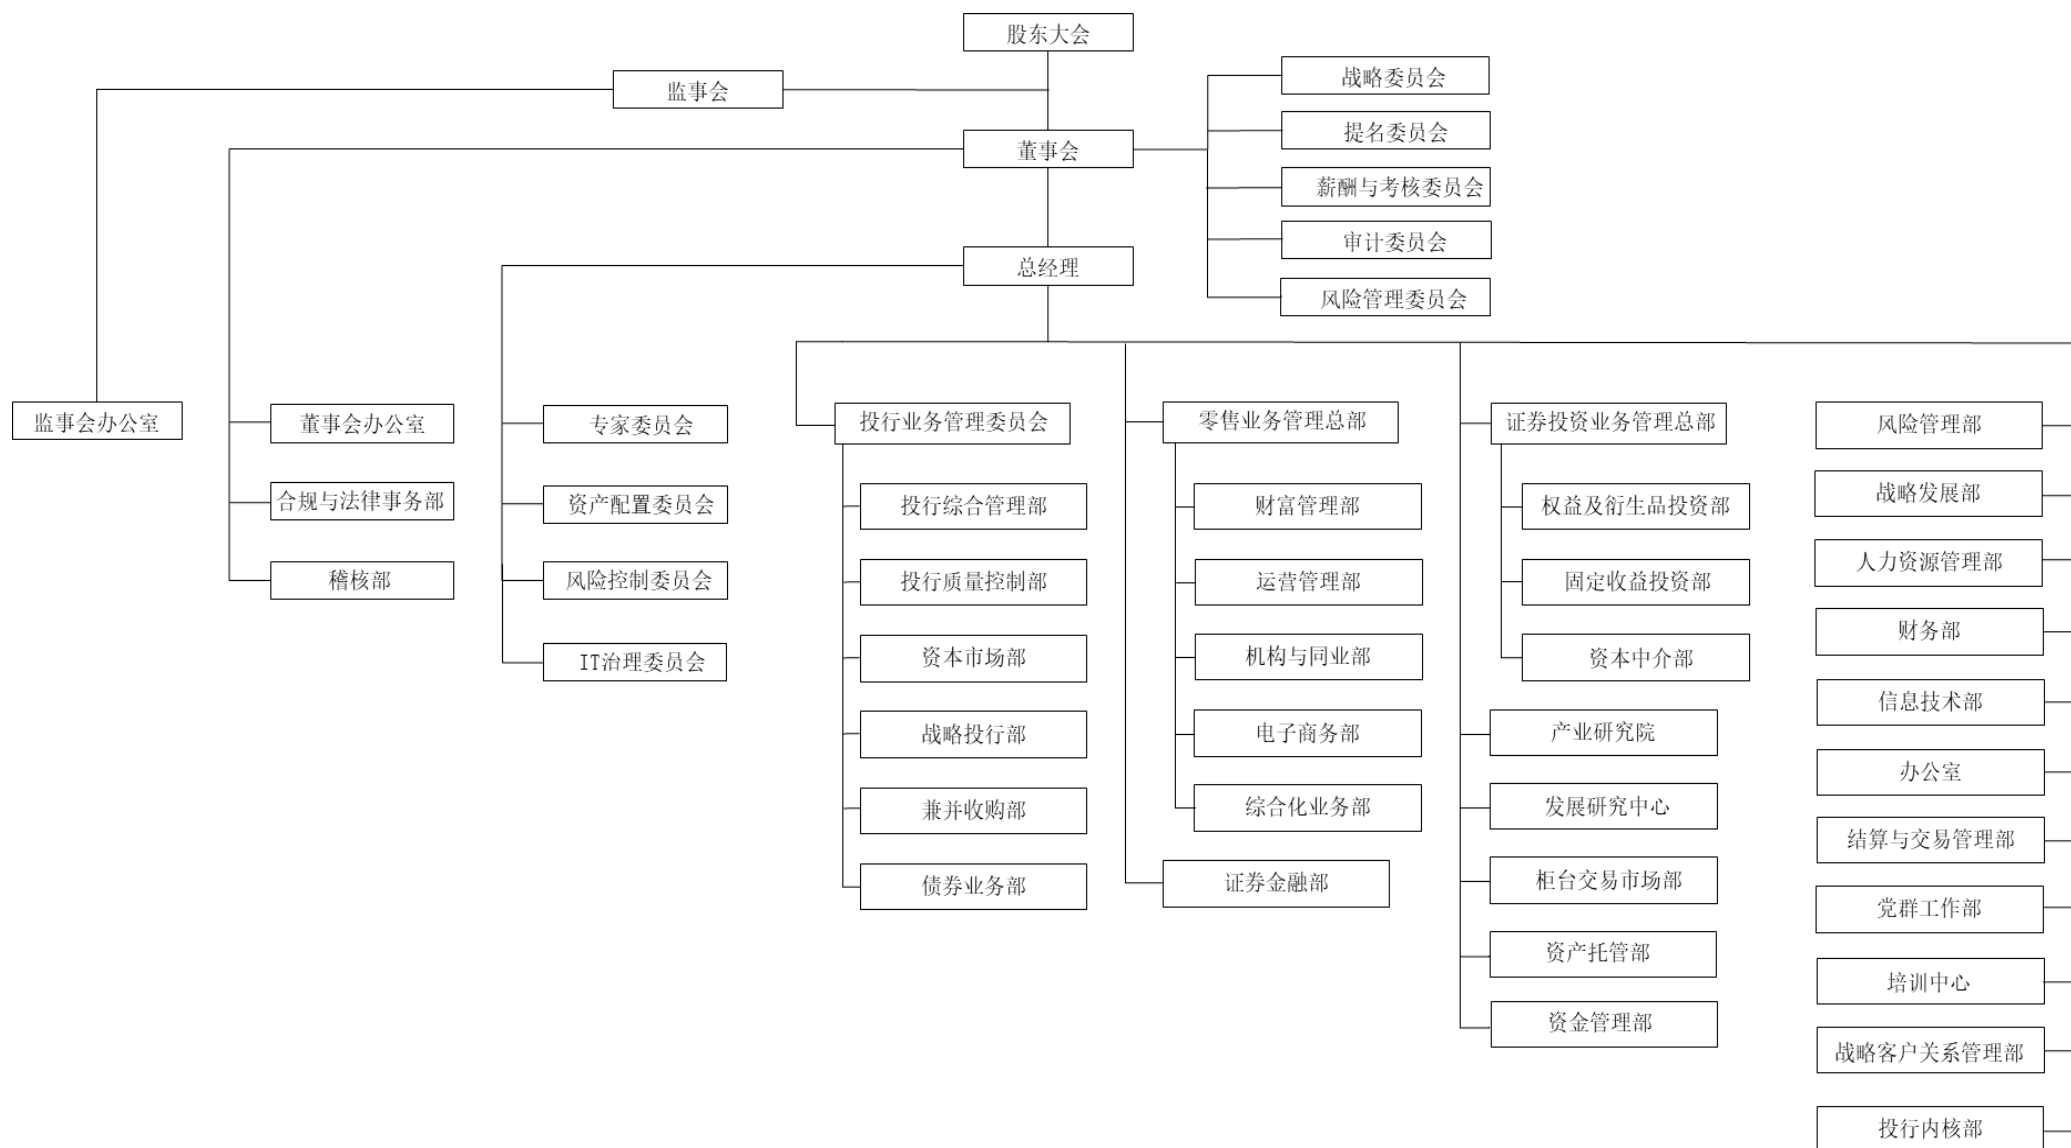 股东大会
监事会
战略委员会
提名委员会
董事会
薪酬与考核委员会
审计委员会
总经理
风险管理委员会
监事会办公室
董事会办公室
合规与法律事务部
稽核部
专家委员会
资产配置委员会
风险控制委员会
IT治理委员会
投行业务管理委员会
投行综合管理部
投行质量控制部
资本市场部
战略投行部
兼并收购部
债券业务部
零售业务管理总部
财富管理部
运营管理部
机构与同业部
电子商务部
综合化业务部
证券金融部
证券投资业务管理总部
权益及衍生品投资部
固定收益投资部
资本中介部
产业研究院
发展研究中心
柜台交易市场部
资产托管部
资金管理部
风险管理部
战略发展部
人力资源管理部
财务部
信息技术部
办公室
结算与交易管理部
党群工作部
培训中心
战略客户关系管理部
投行内核部